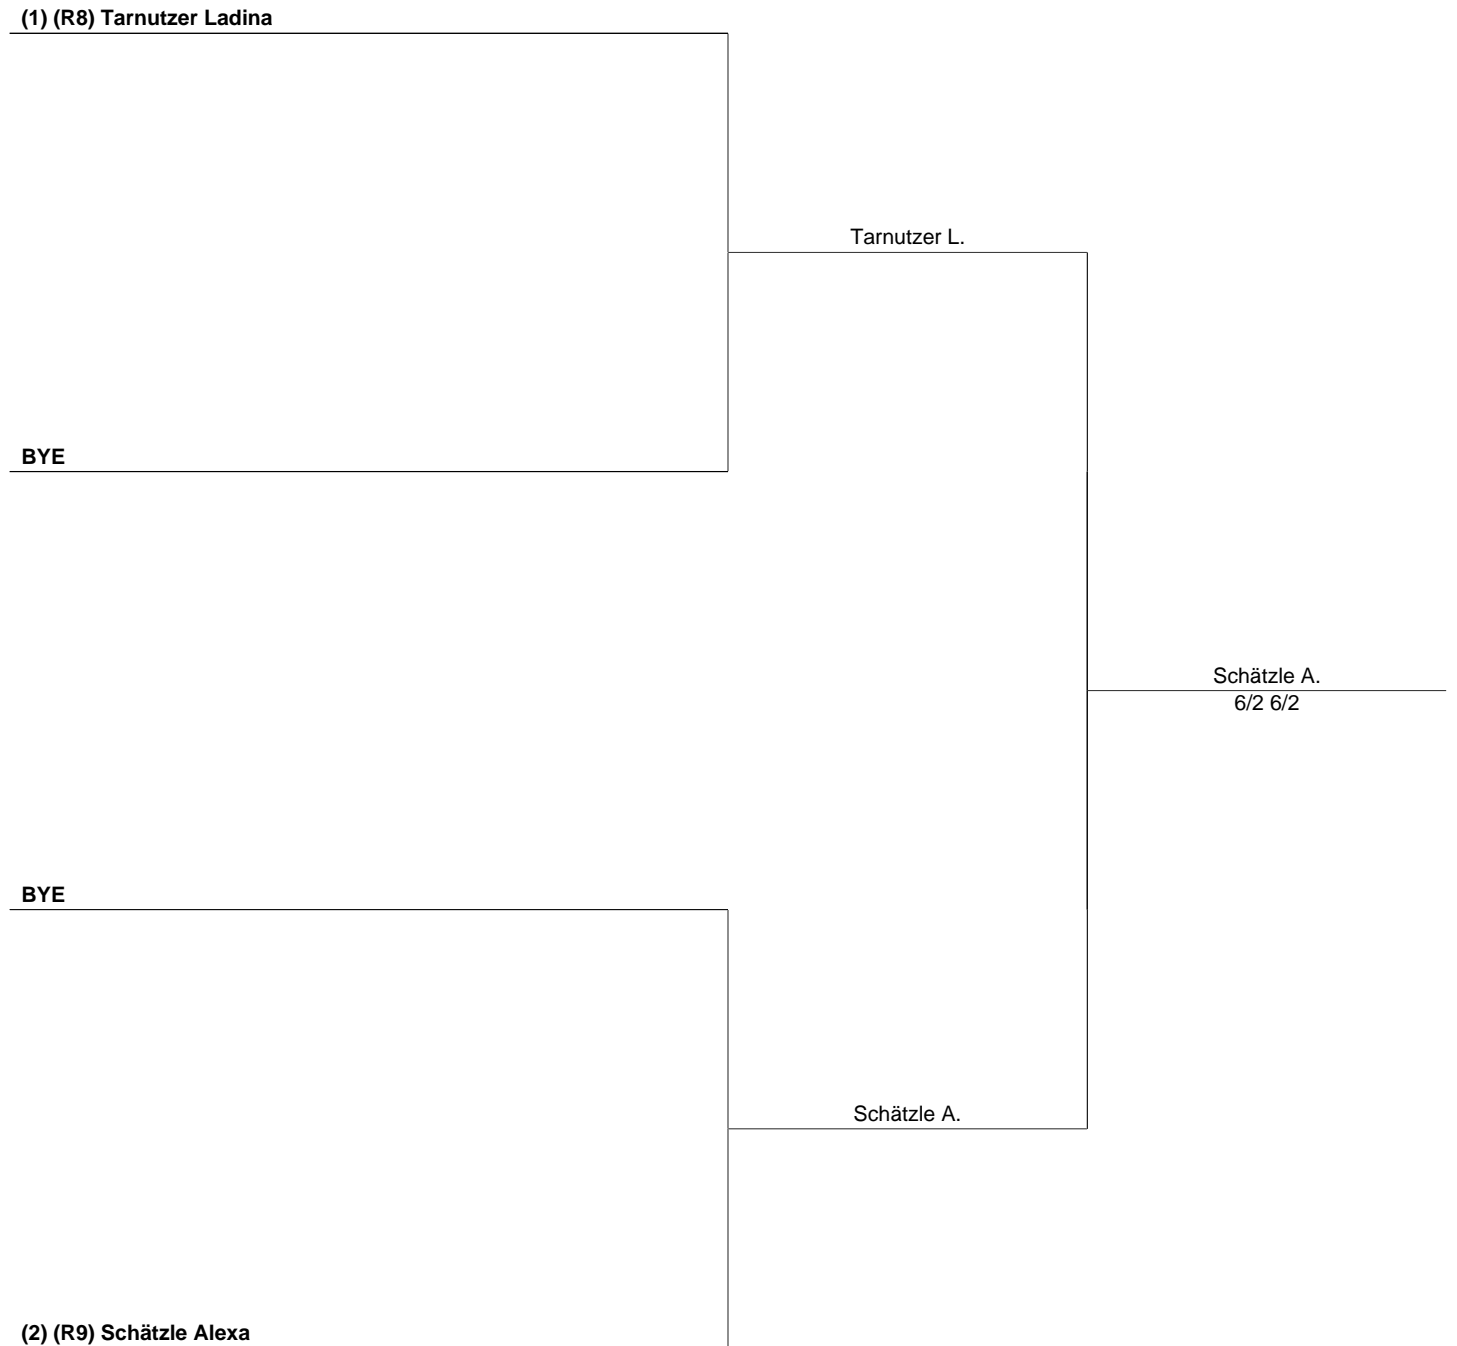 (1) (R8) Tarnutzer Ladina
Tarnutzer L.
BYE
Schätzle A.
6/2 6/2
BYE
Schätzle A.
(2) (R9) Schätzle Alexa